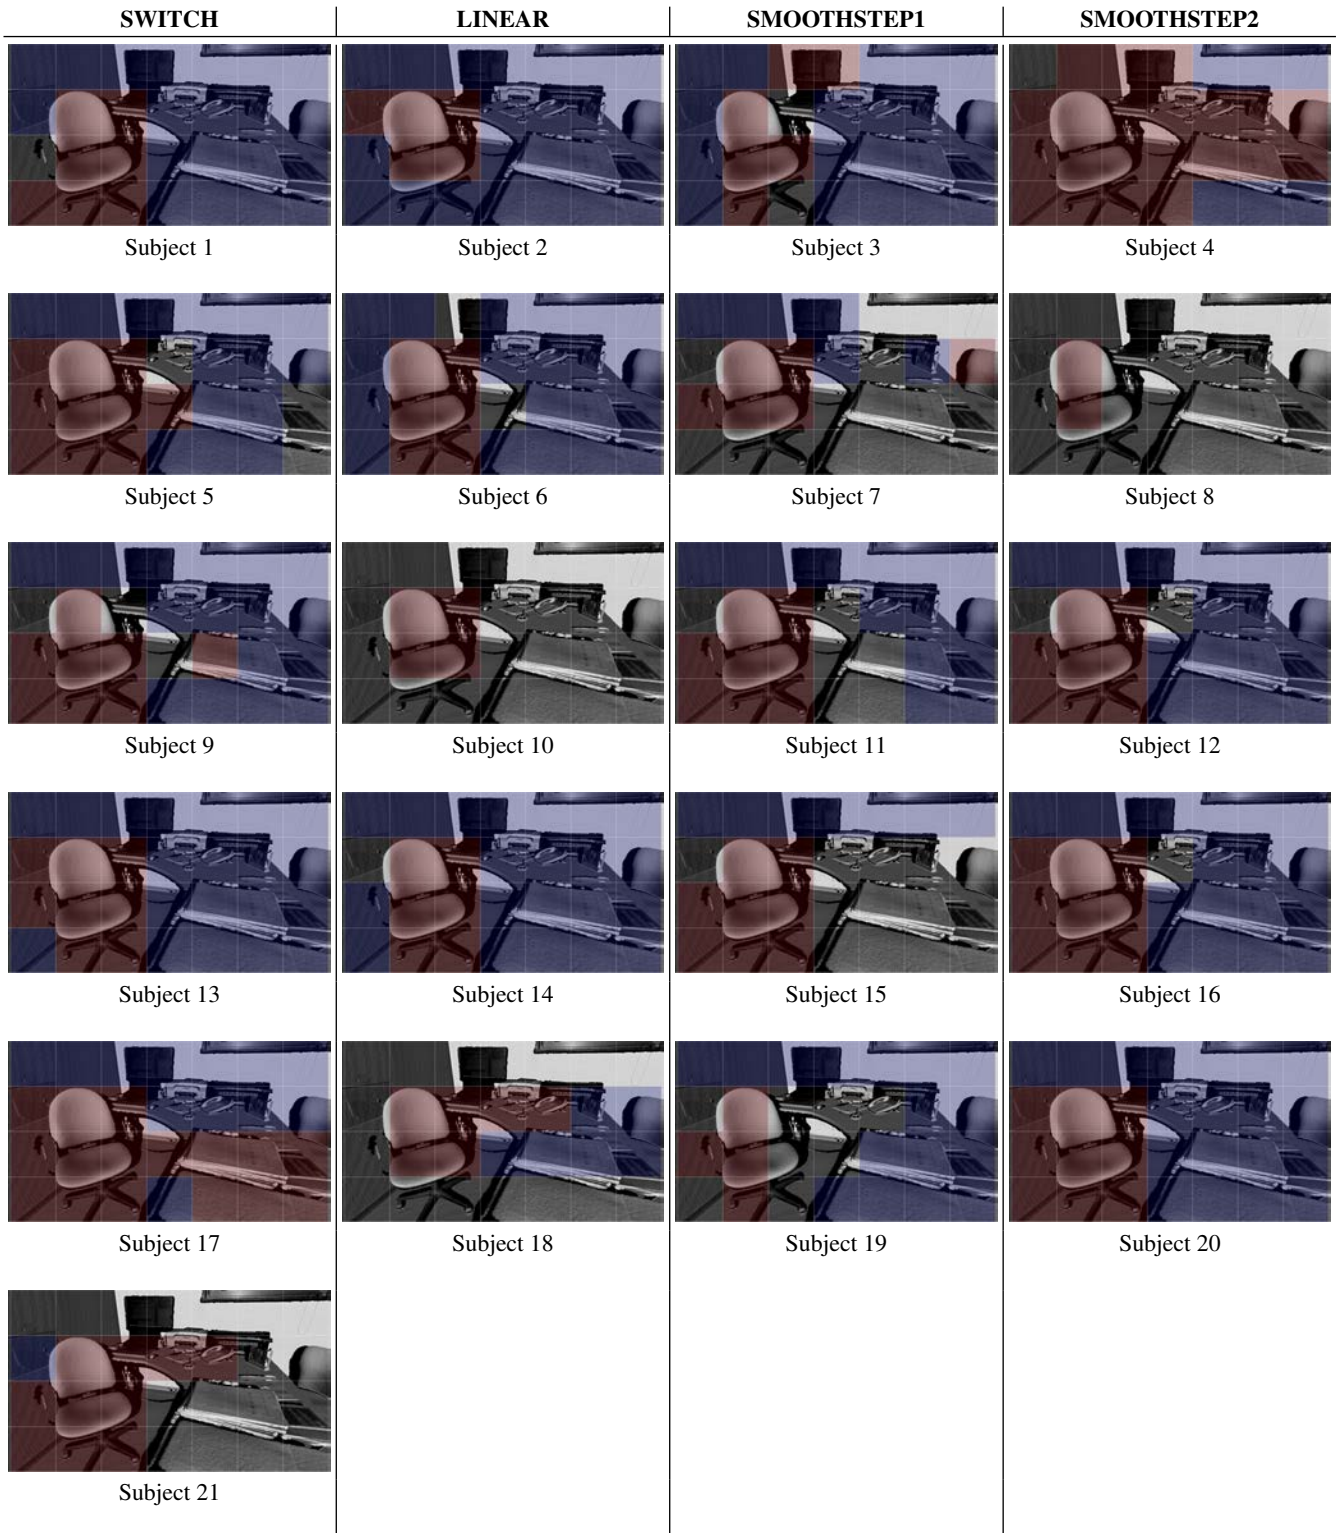 SWITCH LINEAR SMOOTHSTEP1 SMOOTHSTEP2
Subject 1 Subject 2 Subject 3 Subject 4
Subject 5 Subject 6 Subject 7 Subject 8
Subject 9 Subject 10 Subject 11 Subject 12
Subject 13 Subject 14 Subject 15 Subject 16
Subject 17 Subject 18 Subject 19 Subject 20
Subject 21